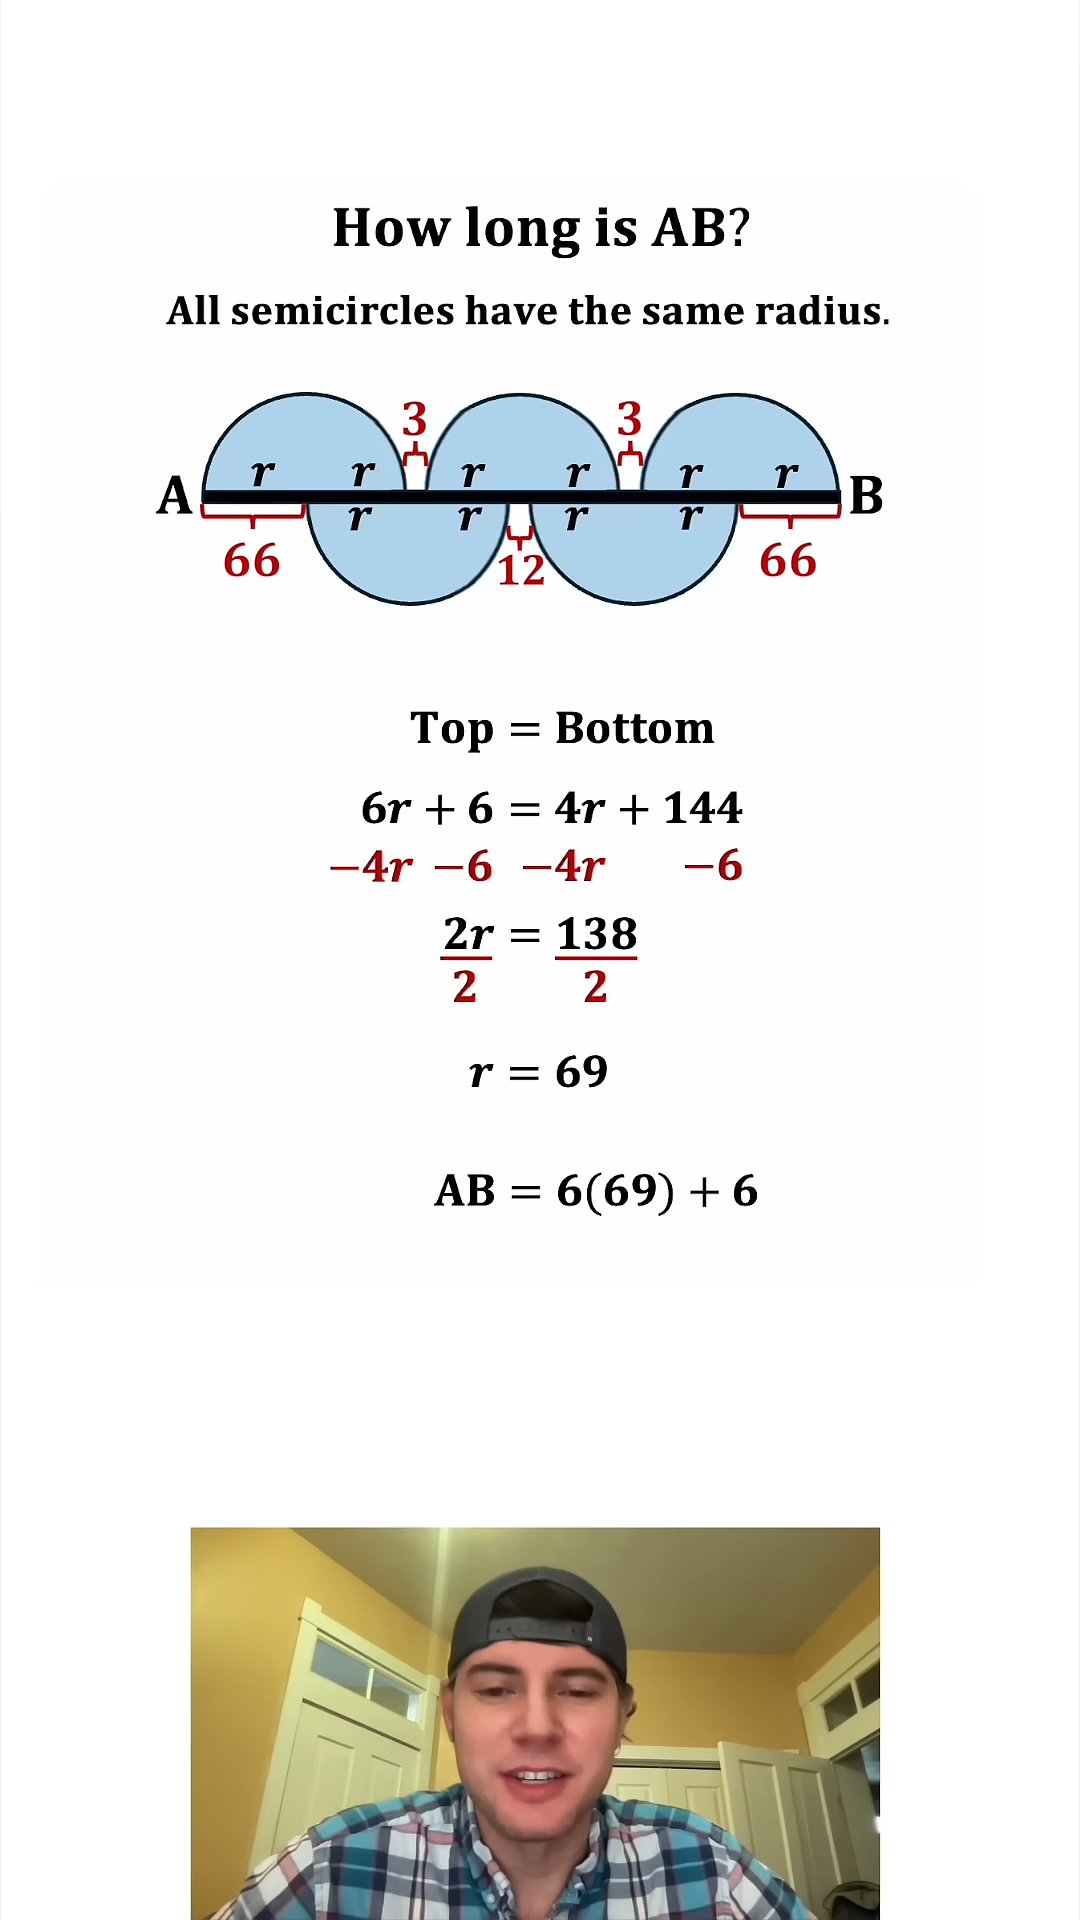 How long is AB?
All semicircles have the same radius.
3 3
r r r r r r
A B
r r r r
66 12 66
Top = Bottom
6r + 6 = 4r + 144
−4r −6 −4r −6
2r = 138
2 2
r = 69
AB = 6(69) + 6